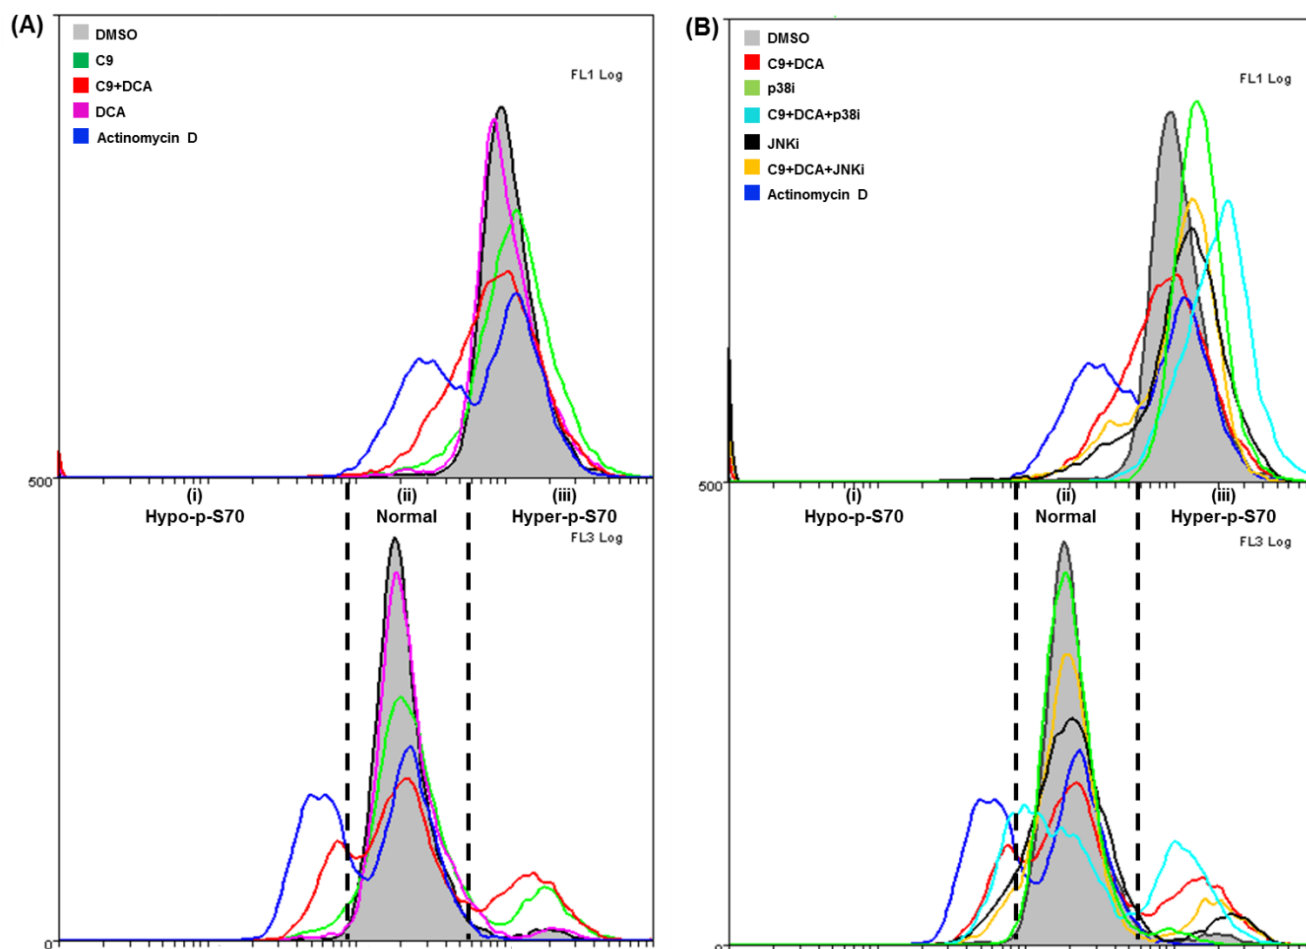 (A)
DMSO
C9
C9+DCA
DCA
Actinomycin D
FL1 Log
500
(i)
Hypo-p-S70
(ii)
Normal
(iii)
Hyper-p-S70
FL3 Log
0
(B)
DMSO
C9+DCA
p38i
C9+DCA+p38i
JNKi
C9+DCA+JNKi
Actinomycin D
FL1 Log
500
(i)
Hypo-p-S70
(ii)
Normal
(iii)
Hyper-p-S70
FL3 Log
0